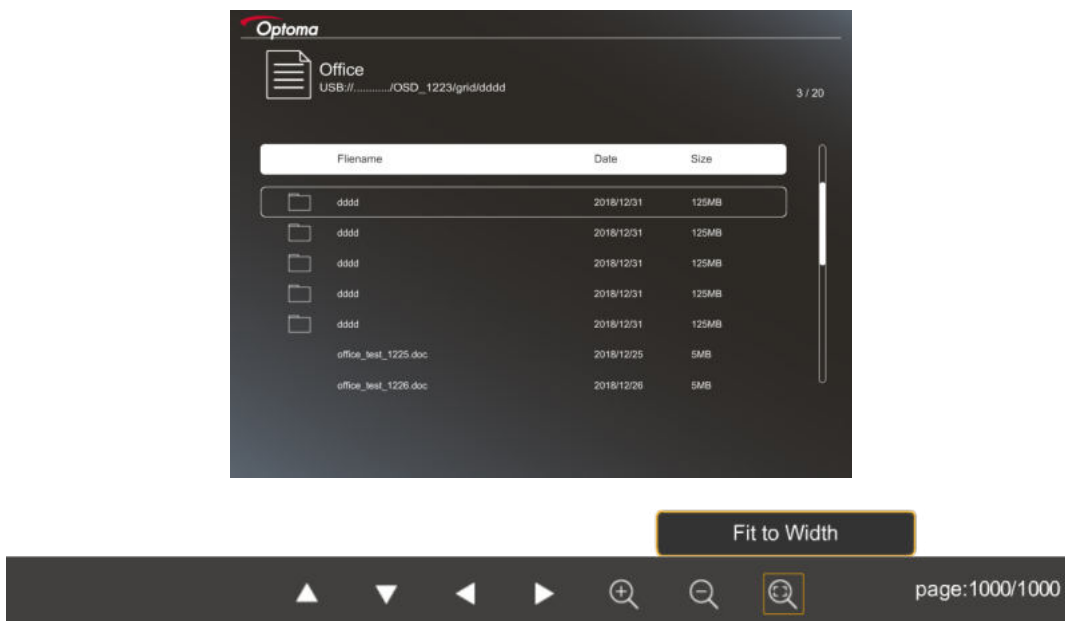 Optoma
Office
USB://............/OSD_1223/grid/dddd
3 / 20
Fliename Date Size
dddd 2018/12/31 125MB
dddd 2018/12/31 125MB
dddd 2018/12/31 125MB
dddd 2018/12/31 125MB
dddd 2018/12/31 125MB
office_test_1225.doc 2018/12/25 5MB
office_test_1226.doc 2018/12/26 5MB
Fit to Width
page:1000/1000